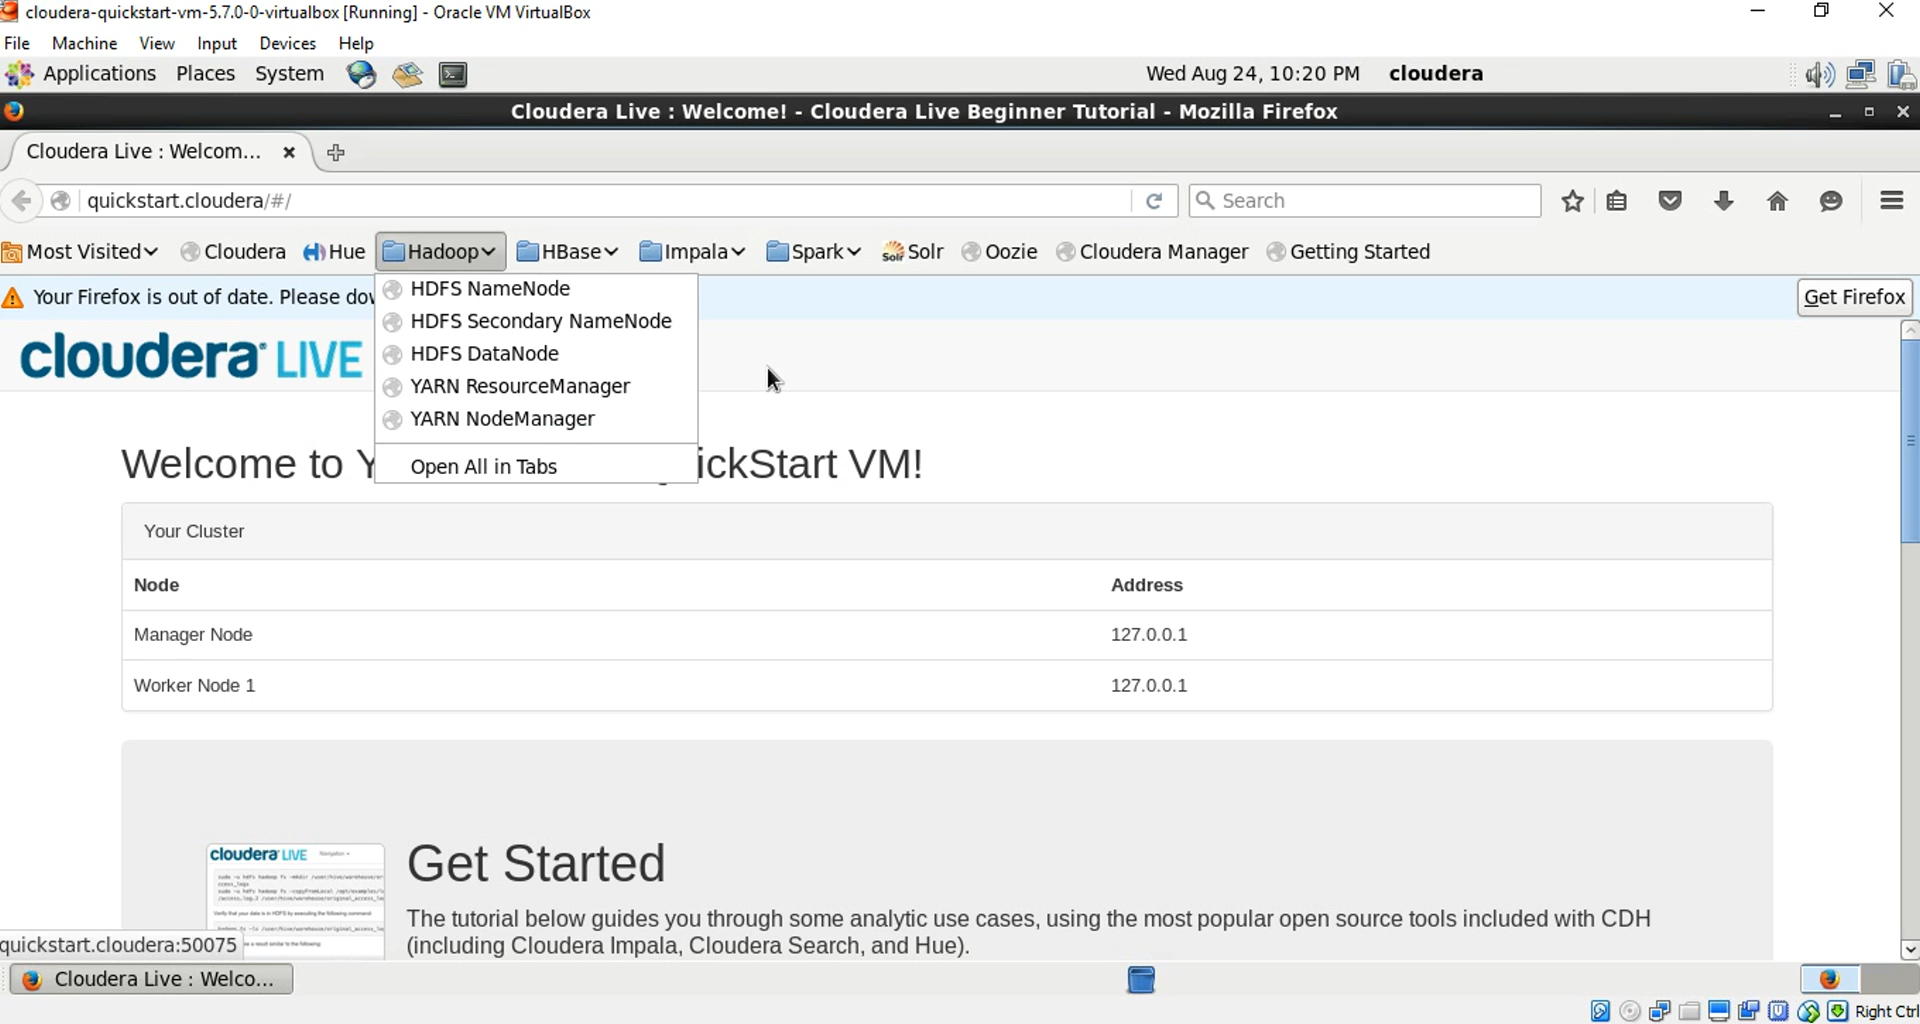 cloudera-quickstart-vm-5.7.0-0-virtualbox [Running] - Oracle VM VirtualBox
File Machine View Input Devices Help
Applications Places System Wed Aug 24, 10:20 PM cloudera
Cloudera Live : Welcome! - Cloudera Live Beginner Tutorial - Mozilla Firefox
Cloudera Live : Welcom...
quickstart.cloudera/#/ Search
Most Visited Cloudera Hue Hadoop HBase Impala Spark Solr Oozie Cloudera Manager Getting Started
HDFS NameNode
HDFS Secondary NameNode
HDFS DataNode
YARN ResourceManager
YARN NodeManager
Open All in Tabs
Your Firefox is out of date. Please Get Firefox
cloudera LIVE
Welcome to Y ickStart VM!
Your Cluster
Node Address
Manager Node 127.0.0.1
Worker Node 1 127.0.0.1
cloudera LIVE
Get Started
The tutorial below guides you through some analytic use cases, using the most popular open source tools included with CDH
(including Cloudera Impala, Cloudera Search, and Hue).
quickstart.cloudera:50075
Cloudera Live : Welco...
Right Ctrl